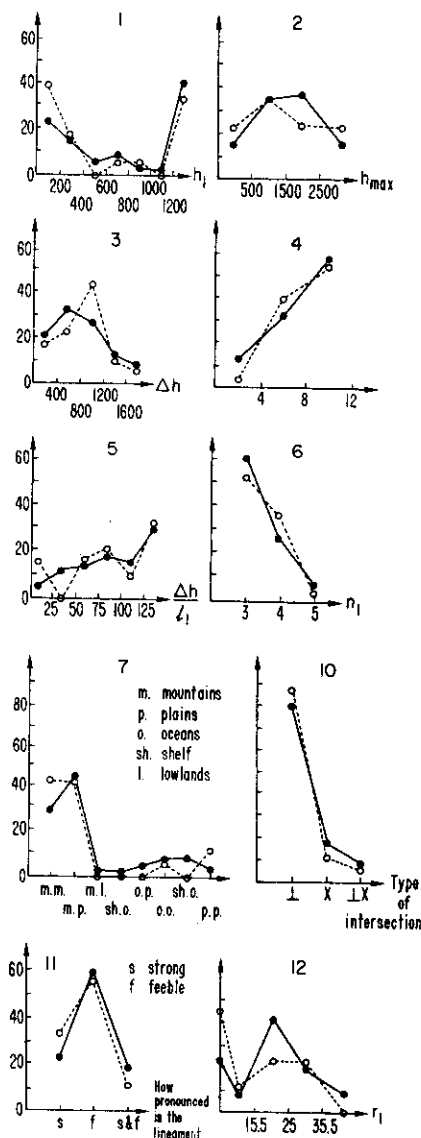 1
60
40
20
0
200 600 1000 h₁
400 800 1200
2
500 1500 2500 hmax
3
60
40
20
0
400 1200 1800 Δh
800 1600
4
4 8 12
5
60
40
20
0
25 50 75 100 125 Δh/ℓ₁
6
3 4 5 n₁
7
80
60
40
20
0
m. mountains
p. plains
o. oceans
sh. shelf
l. lowlands
m.m. m.l. o.p. sh.o.
m.p. sh.o. o.o. p.p.
10
⊥ X ⊥X Type
of
intersection
11
60
40
20
0
s strong
f feeble
s f s&f
How
pronounced
is the
lineament
12
15.5 25 35.5 r₁